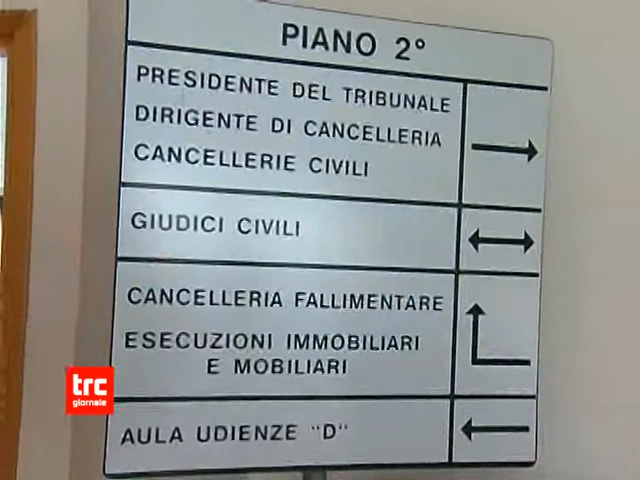 PIANO 2°
PRESIDENTE DEL TRIBUNALE
DIRIGENTE DI CANCELLERIA
CANCELLERIE CIVILI
GIUDICI CIVILI
CANCELLERIA FALLIMENTARE
ESECUZIONI IMMOBILIARI
E MOBILIARI
AULA UDIENZE "D"
trc
giornale